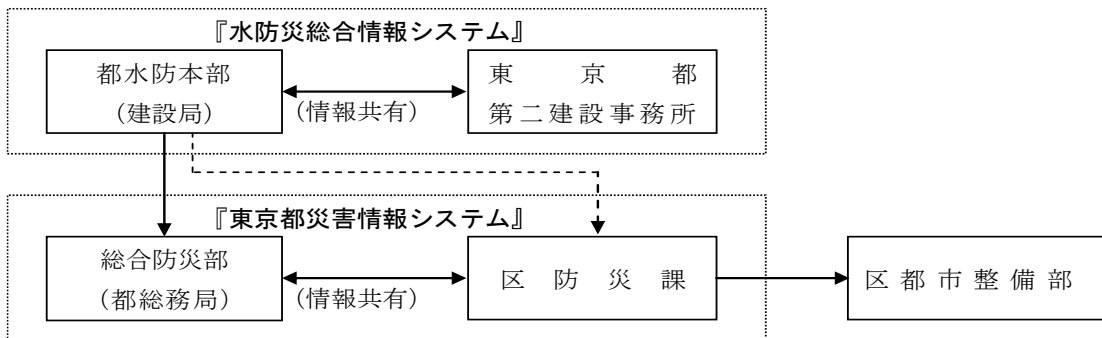 『水防災総合情報システム』
都水防本部
(建設局)
(情報共有)
東京都
第二建設事務所
『東京都災害情報システム』
総合防災部
(都総務局)
(情報共有)
区防災課
区都市整備部